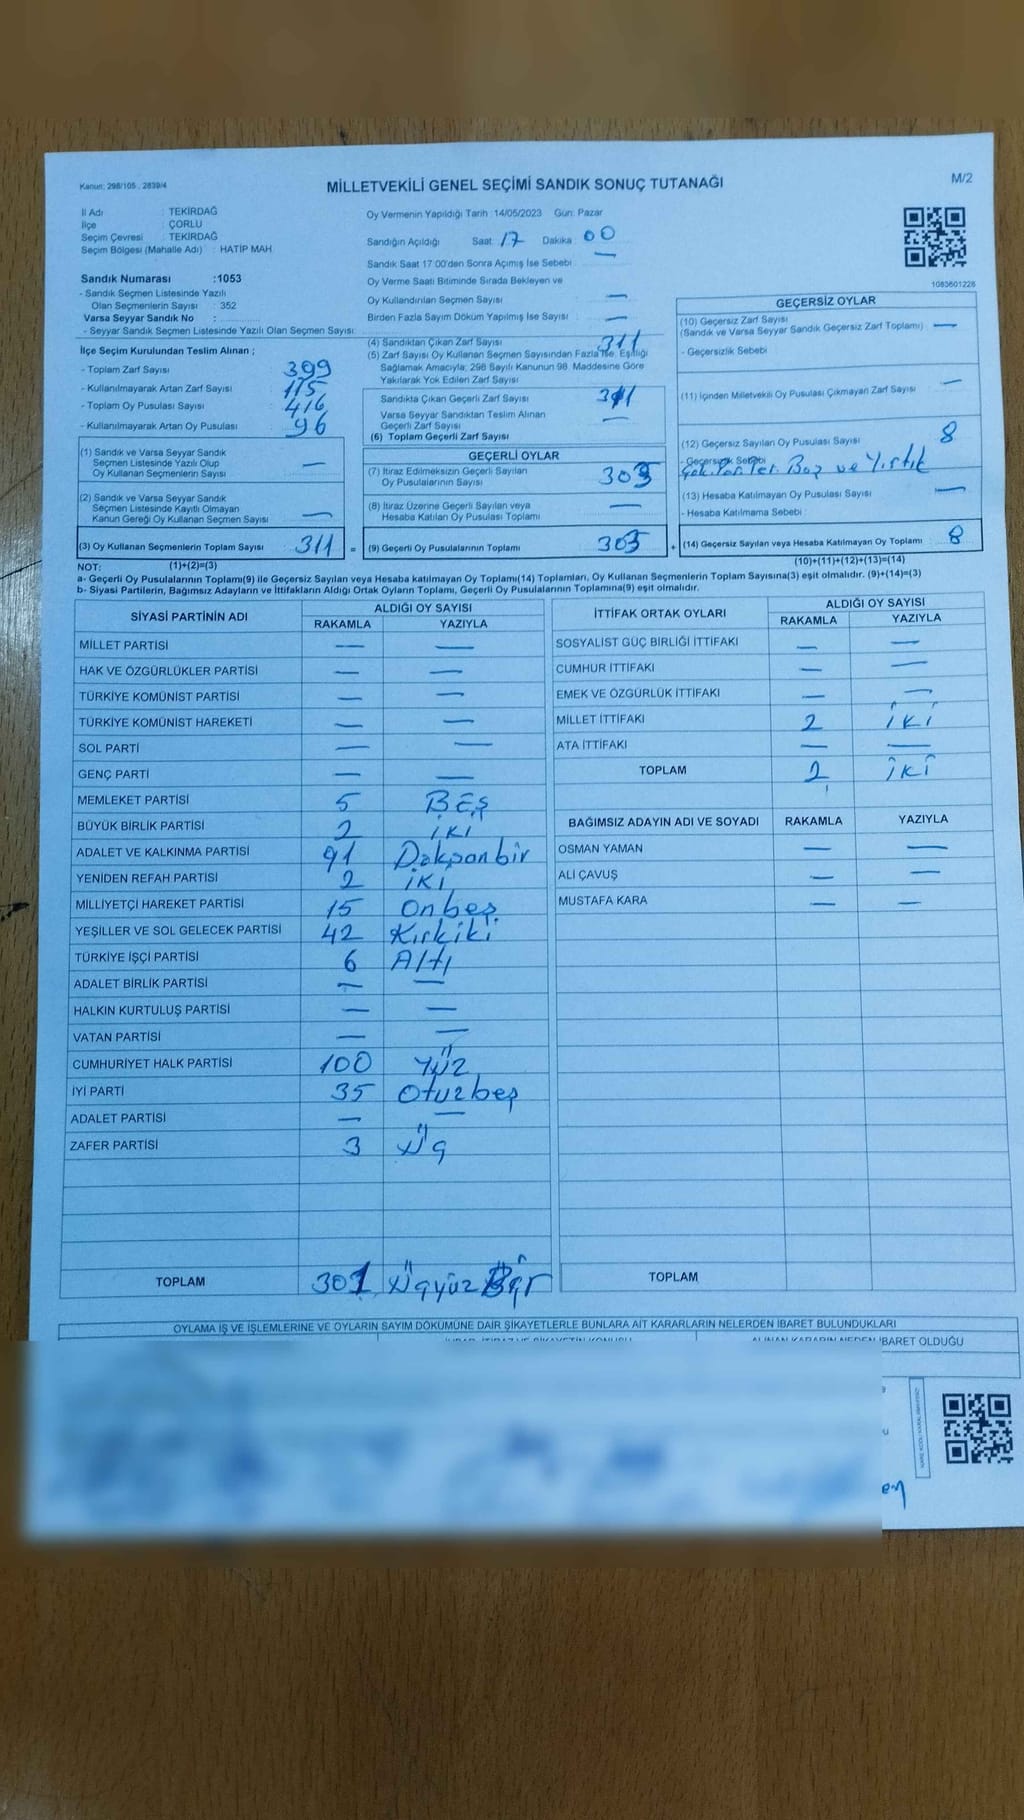 Kanun: 298/105 , 2839/4
MİLLETVEKİLİ GENEL SEÇİMİ SANDIK SONUÇ TUTANAĞI
M/2
İl Adı : TEKİRDAĞ
İlçe : ÇORLU
Seçim Çevresi : TEKİRDAĞ
Seçim Bölgesi (Mahalle Adı) : HATİP MAH
Sandık Numarası :1053
- Sandık Seçmen Listesinde Yazılı
Olan Seçmenlerin Sayısı : 352
Varsa Seyyar Sandık No :
- Seyyar Sandık Seçmen Listesinde Yazılı Olan Seçmen Sayısı:
Oy Vermenin Yapıldığı Tarih :14/05/2023 Gün: Pazar
Sandığın Açıldığı Saat: 17 Dakika : 00
Sandık Saat 17:00'den Sonra Açımış İse Sebebi : —
Oy Verme Saati Bitiminde Sırada Bekleyen ve
Oy Kullandırılan Seçmen Sayısı —
Birden Fazla Sayım Döküm Yapılmış İse Sayısı : —
1083601226
İlçe Seçim Kurulundan Teslim Alınan ;
- Toplam Zarf Sayısı : 399
- Kullanılmayarak Artan Zarf Sayısı : 115
- Toplam Oy Pusulası Sayısı : 416
- Kullanılmayarak Artan Oy Pusulası : 96
(1) Sandık ve Varsa Seyyar Sandık
Seçmen Listesinde Yazılı Olup
Oy Kullanan Seçmenlerin Sayısı —
(2) Sandık ve Varsa Seyyar Sandık
Seçmen Listesinde Kayıtlı Olmayan
Kanun Gereği Oy Kullanan Seçmen Sayısı —
(3) Oy Kullanan Seçmenlerin Toplam Sayısı : 311 =
(4) Sandıktan Çıkan Zarf Sayısı 311
(5) Zarf Sayısı Oy Kullanan Seçmen Sayısından Fazla İse, Eşitliği
Sağlamak Amacıyla, 298 Sayılı Kanunun 98. Maddesine Göre
Yakılarak Yok Edilen Zarf Sayısı
Sandıkta Çıkan Geçerli Zarf Sayısı 311
Varsa Seyyar Sandıktan Teslim Alınan
Geçerli Zarf Sayısı —
(6) Toplam Geçerli Zarf Sayısı
GEÇERLİ OYLAR
(7) İtiraz Edilmeksizin Geçerli Sayılan
Oy Pusulalarının Sayısı 303
(8) İtiraz Üzerine Geçerli Sayılan veya
Hesaba Katılan Oy Pusulası Toplamı —
(9) Geçerli Oy Pusulalarının Toplamı 303 +
GEÇERSİZ OYLAR
(10) Geçersiz Zarf Sayısı
(Sandık ve Varsa Seyyar Sandık Geçersiz Zarf Toplamı) —
- Geçersizlik Sebebi
(11) İçinden Milletvekili Oy Pusulası Çıkmayan Zarf Sayısı —
(12) Geçersiz Sayılan Oy Pusulası Sayısı 8
- Geçersizlik Sebebi Boş ve Yırtık
(13) Hesaba Katılmayan Oy Pusulası Sayısı —
- Hesaba Katılmama Sebebi
(14) Geçersiz Sayılan veya Hesaba Katılmayan Oy Toplamı : 8
NOT: (1)+(2)=(3)
(10)+(11)+(12)+(13)=(14)
a- Geçerli Oy Pusulalarının Toplamı(9) ile Geçersiz Sayılan veya Hesaba katılmayan Oy Toplamı(14) Toplamları, Oy Kullanan Seçmenlerin Toplam Sayısına(3) eşit olmalıdır. (9)+(14)=(3)
b- Siyasi Partilerin, Bağımsız Adayların ve İttifakların Aldığı Ortak Oyların Toplamı, Geçerli Oy Pusulalarının Toplamına(9) eşit olmalıdır.
SİYASİ PARTİNİN ADI ALDIĞI OY SAYISI
RAKAMLA YAZIYLA
MİLLET PARTİSİ — —
HAK VE ÖZGÜRLÜKLER PARTİSİ — —
TÜRKİYE KOMÜNİST PARTİSİ — —
TÜRKİYE KOMÜNİST HAREKETİ — —
SOL PARTİ — —
GENÇ PARTİ — —
MEMLEKET PARTİSİ 5 BEŞ
BÜYÜK BİRLİK PARTİSİ 2 İKİ
ADALET VE KALKINMA PARTİSİ 91 Doksanbir
YENİDEN REFAH PARTİSİ 2 İKİ
MİLLİYETÇİ HAREKET PARTİSİ 15 Onbeş
YEŞİLLER VE SOL GELECEK PARTİSİ 42 Kırkiki
TÜRKİYE İŞÇİ PARTİSİ 6 Altı
ADALET BİRLİK PARTİSİ — —
HALKIN KURTULUŞ PARTİSİ — —
VATAN PARTİSİ — —
CUMHURİYET HALK PARTİSİ 100 Yüz
İYİ PARTİ 35 Otuzbeş
ADALET PARTİSİ — —
ZAFER PARTİSİ 3 Üç
TOPLAM 301 Üçyüz Bir
İTTİFAK ORTAK OYLARI ALDIĞI OY SAYISI
RAKAMLA YAZIYLA
SOSYALİST GÜÇ BİRLİĞİ İTTİFAKI — —
CUMHUR İTTİFAKI — —
EMEK VE ÖZGÜRLÜK İTTİFAKI — —
MİLLET İTTİFAKI 2 İKİ
ATA İTTİFAKI — —
TOPLAM 2 İKİ
BAĞIMSIZ ADAYIN ADI VE SOYADI RAKAMLA YAZIYLA
OSMAN YAMAN — —
ALİ ÇAVUŞ — —
MUSTAFA KARA — —
TOPLAM
OYLAMA İŞ VE İŞLEMLERİNE VE OYLARIN SAYIM DÖKÜMÜNE DAİR ŞİKAYETLERLE BUNLARA AİT KARARLARIN NELERDEN İBARET BULUNDUKLARI
İBARET OLDUĞU